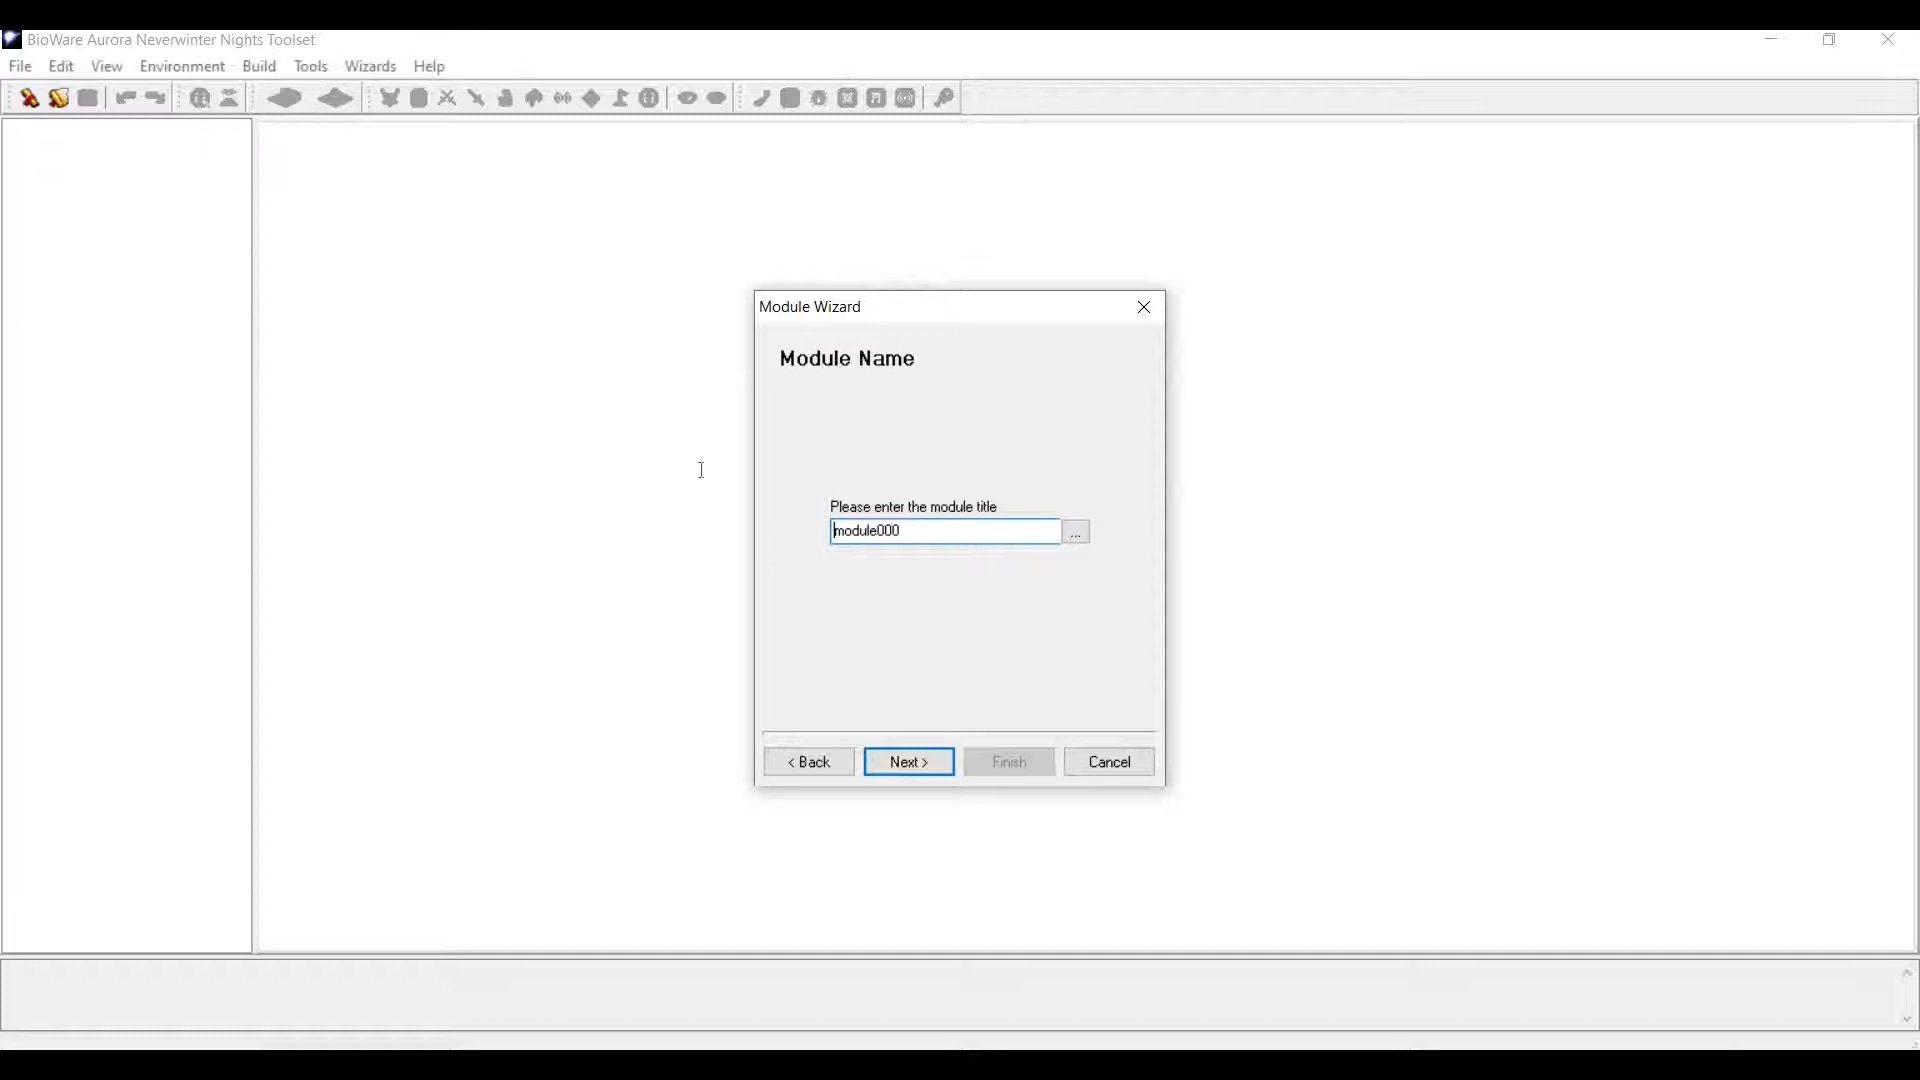 BioWare Aurora Neverwinter Nights Toolset
File Edit View Environment Build Tools Wizards Help
Module Wizard
Module Name
Please enter the module title
module000
...
< Back Next > Finish Cancel